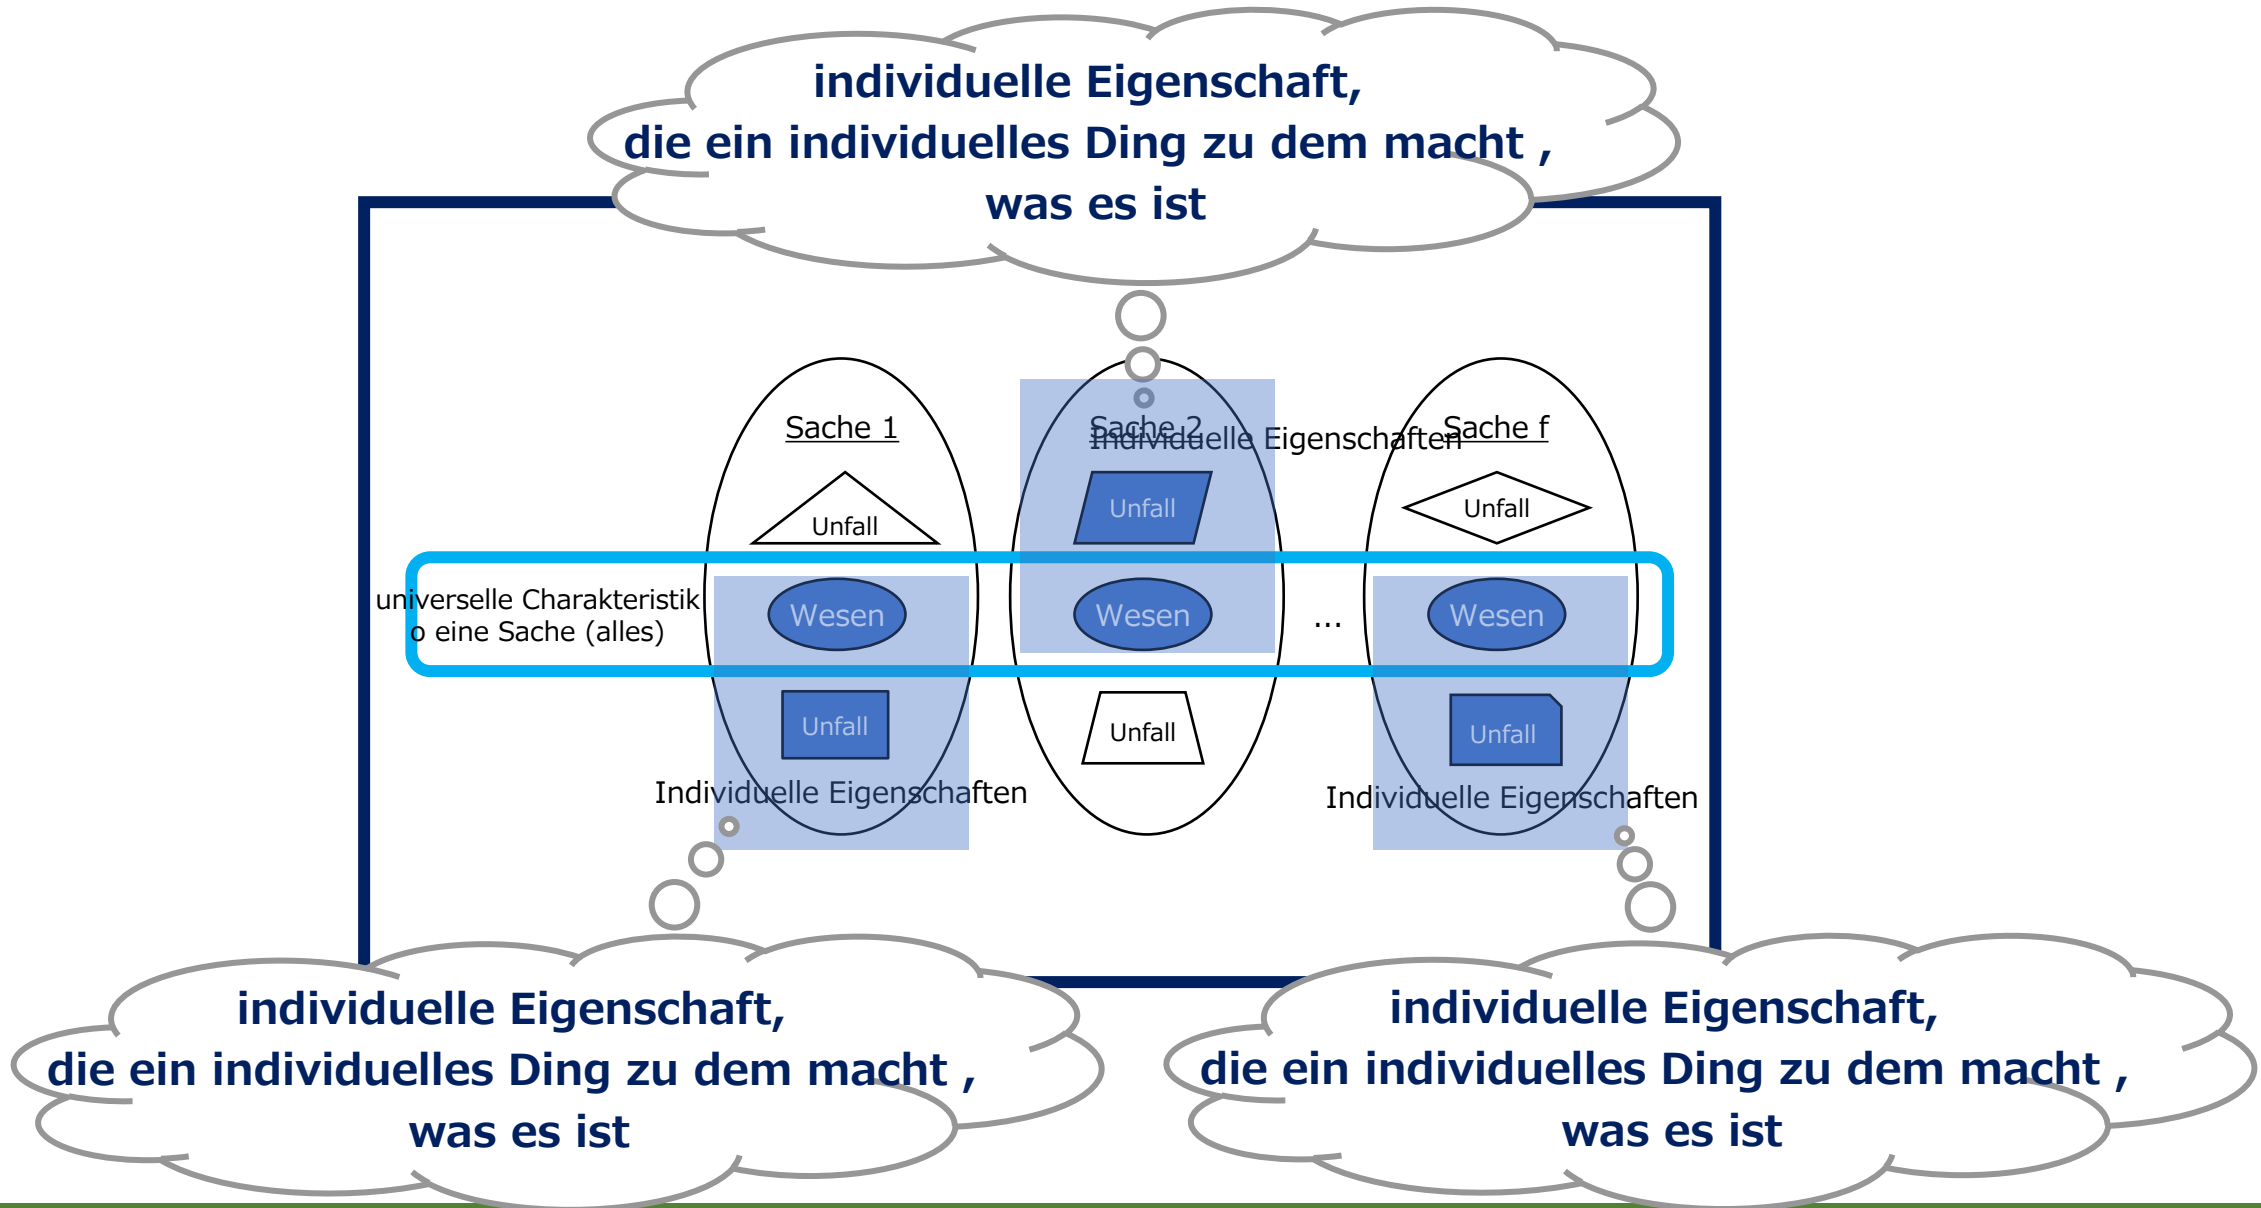 individuelle Eigenschaft,
die ein individuelles Ding zu dem macht ,
was es ist
Sache 1
Sache 2
Individuelle Eigenschaften
Sache f
Unfall
Unfall
Unfall
universelle Charakteristik
o eine Sache (alles)
Wesen
Wesen
...
Wesen
Unfall
Unfall
Unfall
Individuelle Eigenschaften
Individuelle Eigenschaften
individuelle Eigenschaft,
die ein individuelles Ding zu dem macht ,
was es ist
individuelle Eigenschaft,
die ein individuelles Ding zu dem macht ,
was es ist